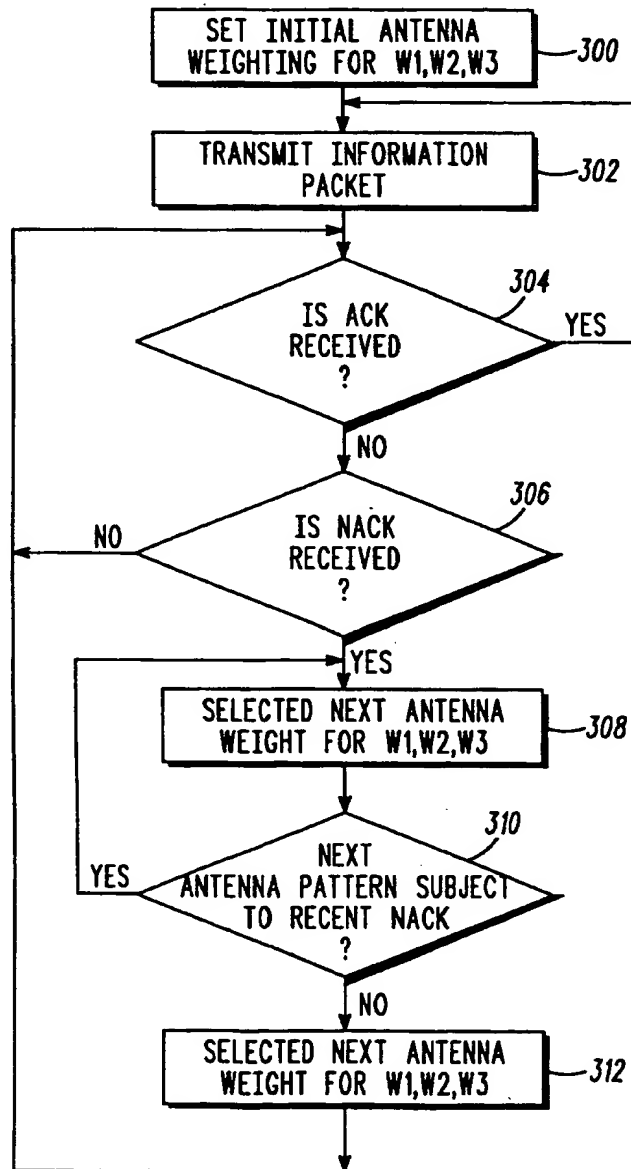 SET INITIAL ANTENNA
WEIGHTING FOR W1,W2,W3
300
TRANSMIT INFORMATION
PACKET
302
304
IS ACK
RECEIVED
?
YES
NO
306
IS NACK
RECEIVED
?
NO
YES
SELECTED NEXT ANTENNA
WEIGHT FOR W1,W2,W3
308
310
NEXT
ANTENNA PATTERN SUBJECT
TO RECENT NACK
?
YES
NO
SELECTED NEXT ANTENNA
WEIGHT FOR W1,W2,W3
312